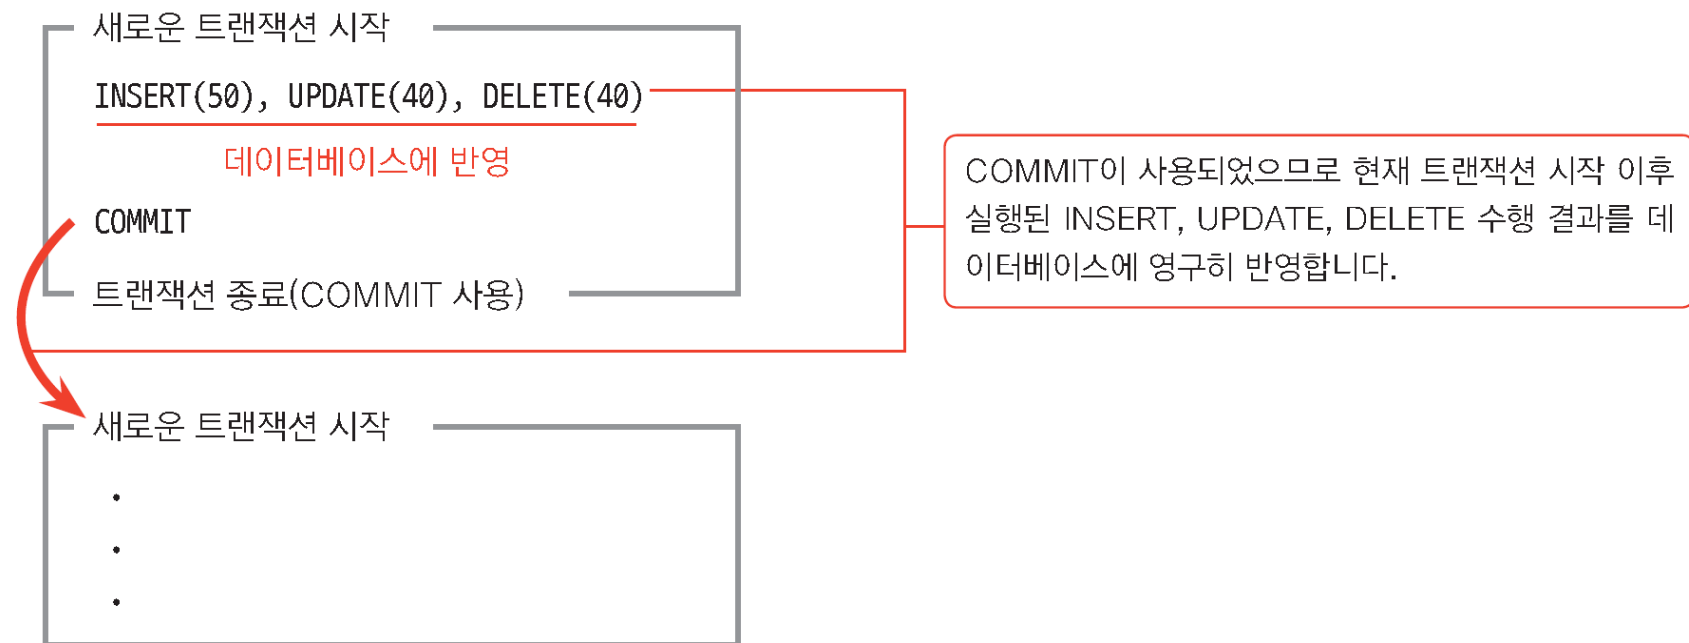 새로운 트랜잭션 시작
INSERT(50), UPDATE(40), DELETE(40)
데이터베이스에 반영
COMMIT
트랜잭션 종료(COMMIT 사용)
COMMIT이 사용되었으므로 현재 트랜잭션 시작 이후
실행된 INSERT, UPDATE, DELETE 수행 결과를 데
이터베이스에 영구히 반영합니다.
새로운 트랜잭션 시작